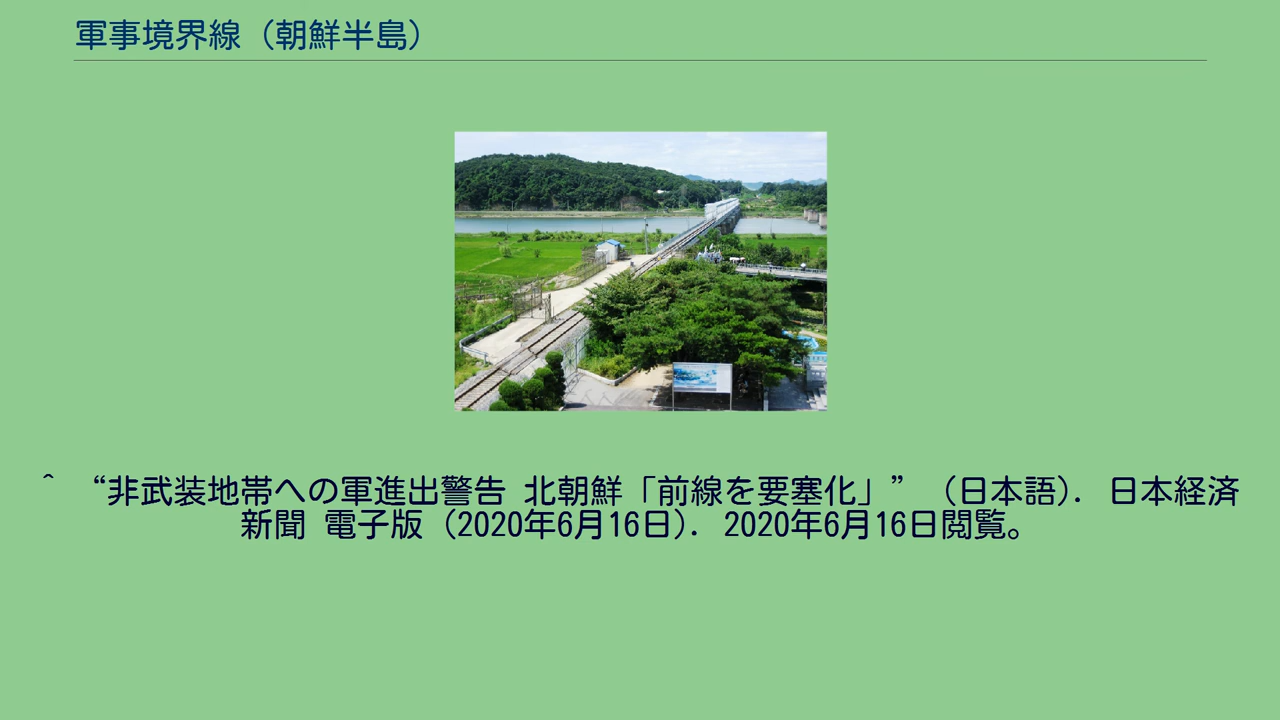 軍事境界線（朝鮮半島）
^ “非武装地帯への軍進出警告 北朝鮮「前線を要塞化」” (日本語). 日本経済
新聞 電子版 (2020年6月16日). 2020年6月16日閲覧。